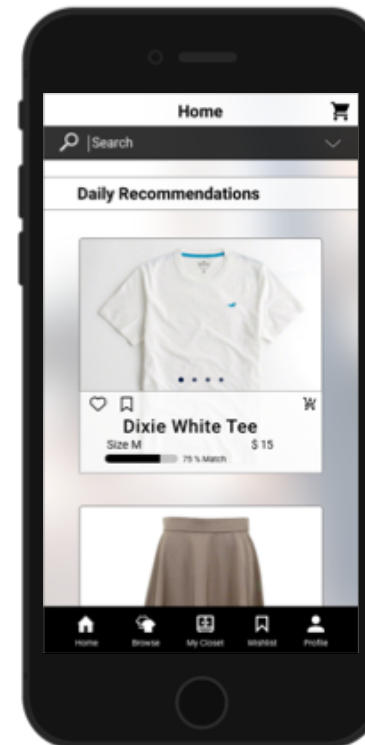 Home
Search
Daily Recommendations
Dixie White Tee
Size M $ 15
75 % Match
Home Browse My Closet Wishlist Profile